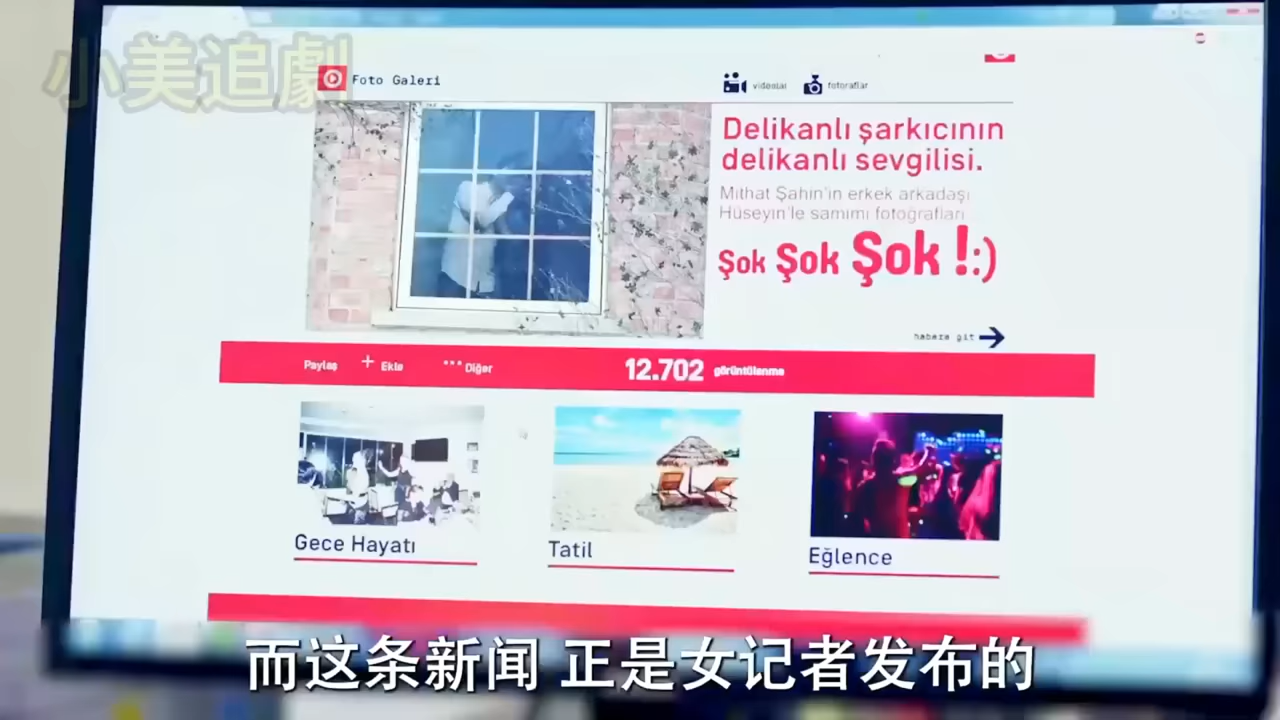 小美追劇
Foto Galeri
videolar
fotoğraflar
Delikanlı şarkıcının
delikanlı sevgilisi.
Mithat Şahin'in erkek arkadaşı
Hüseyin'le samimi fotoğrafları
Şok Şok Şok !:)
habere git
Paylaş
+ Ekle
... Diğer
12.702 görüntülenme
Gece Hayatı
Tatil
Eğlence
而这条新闻 正是女记者发布的